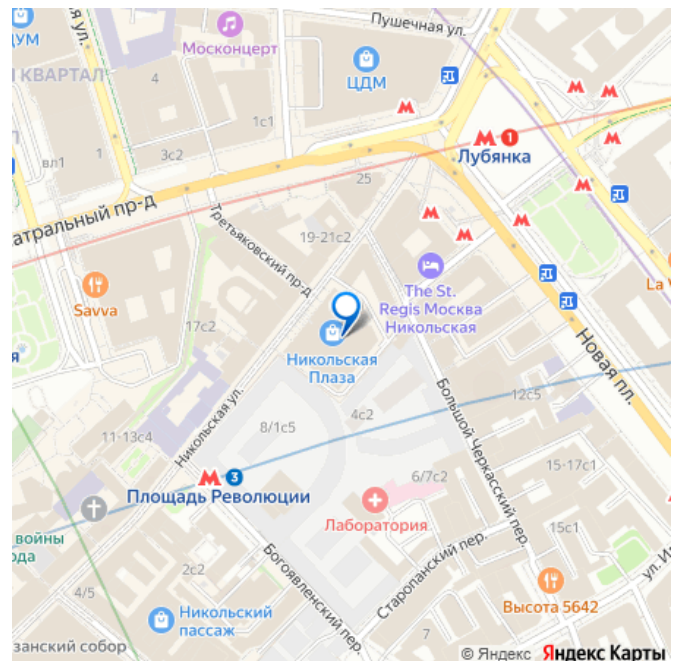 Пушечная ул.
ДУМ
Москонцерт
ЦДМ
КВАРТАЛ
4
1с1
3с2
1
вл1
М
М 1
Лубянка
25
атральный пр-д
Третьяковский пр-д
19-21с2
The St.
Regis Москва
Никольская
La
Savva
17с2
Никольская
Плаза
Новая пл.
я
Никольская ул.
Большой Черкасский пер.
12с5
4с2
8/1с5
11-13с4
6/7с2
15-17с1
М 3
Площадь Революции
Лаборатория
15с1
войны
ода
Старопанский пер.
Богоявленский пер.
2с2
4/5
Высота 5642
ул. И
Никольский
пассаж
7
занский собор
© Яндекс Яндекс Карты